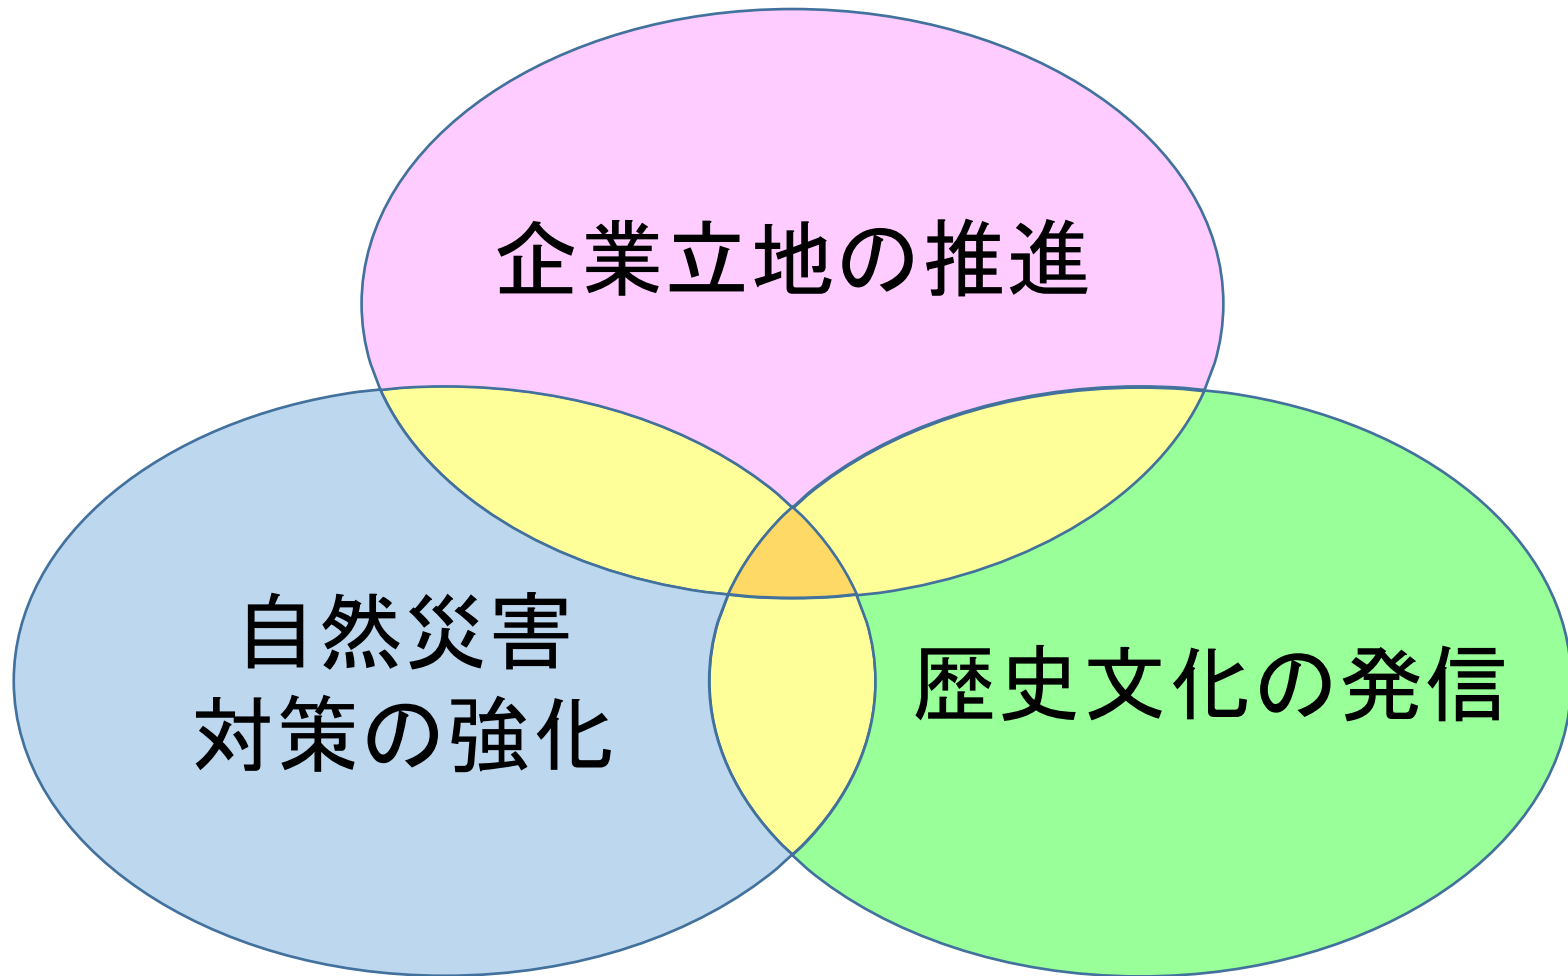 企業立地の推進
自然災害
対策の強化
歴史文化の発信